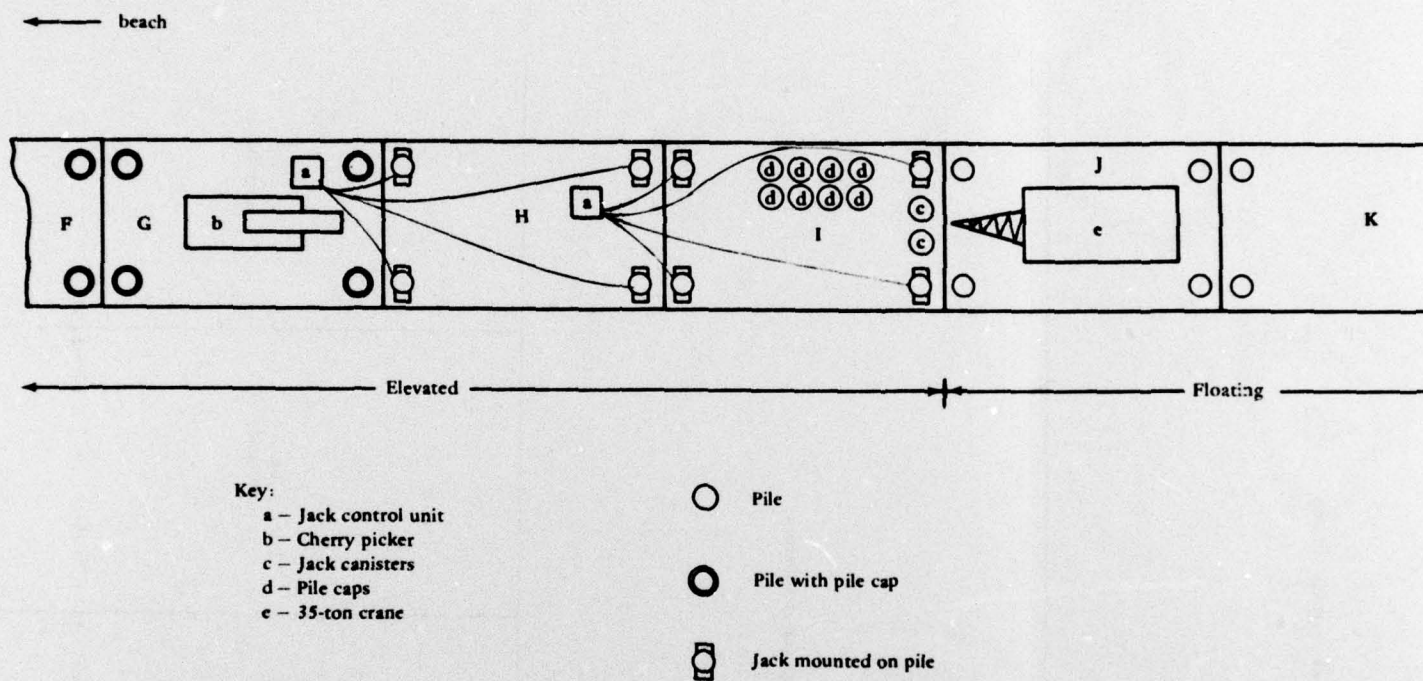 beach
a
d d d d
J
F G b H a d d d d I c c e K
Elevated
Floating
Key:
a – Jack control unit
b – Cherry picker
c – Jack canisters
d – Pile caps
e – 35-ton crane
Pile
Pile with pile cap
Jack mounted on pile